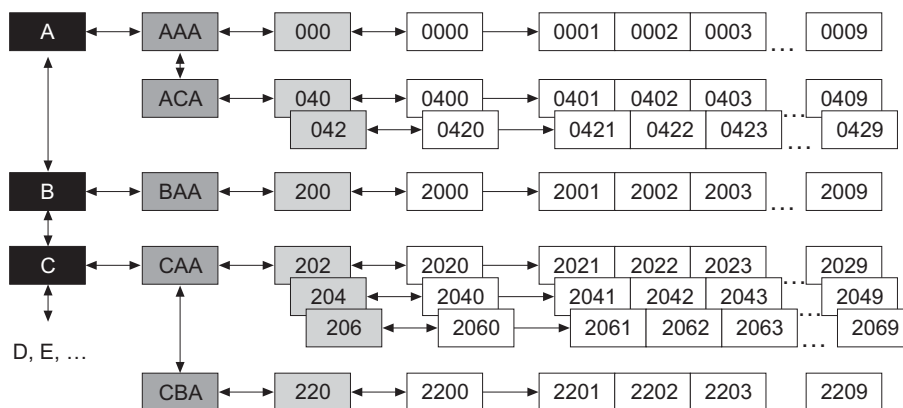 A AAA 000 0000 0001 0002 0003 ... 0009
ACA 040 0400 0401 0402 0403 ... 0409
042 0420 0421 0422 0423 ... 0429
B BAA 200 2000 2001 2002 2003 ... 2009
C CAA 202 2020 2021 2022 2023 ... 2029
204 2040 2041 2042 2043 ... 2049
206 2060 2061 2062 2063 ... 2069
D, E, ...
CBA 220 2200 2201 2202 2203 ... 2209